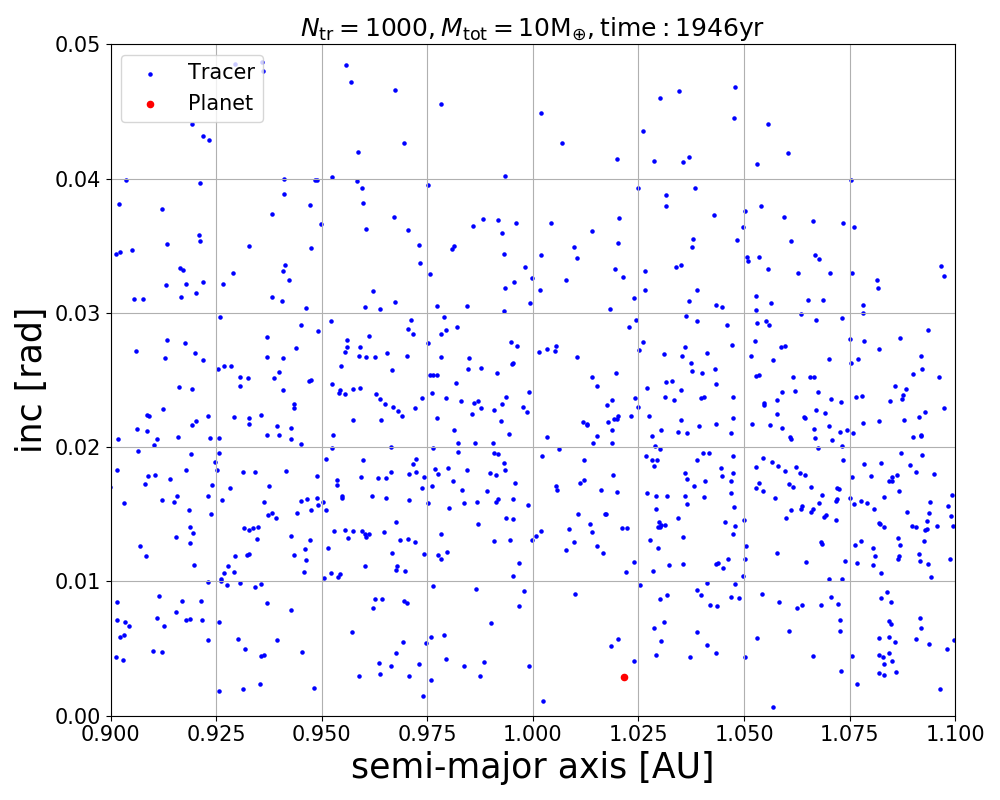 N_tr = 1000, M_tot = 10M_⊕, time : 1946yr
Tracer
Planet
0.05
0.04
0.03
0.02
0.01
0.00
inc [rad]
0.900 0.925 0.950 0.975 1.000 1.025 1.050 1.075 1.100
semi-major axis [AU]